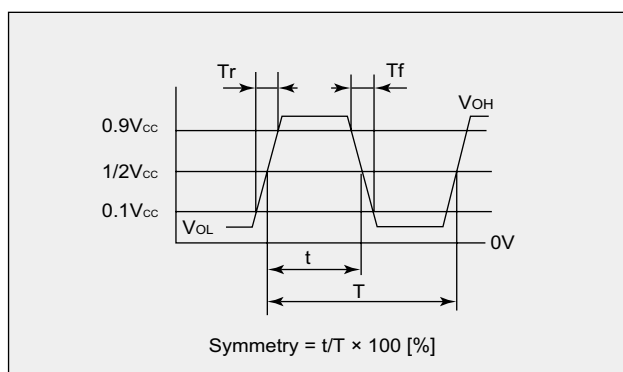 Tr Tf
VOH
0.9Vcc
1/2Vcc
0.1Vcc
VOL
0V
t
T
Symmetry = t/T × 100 [%]